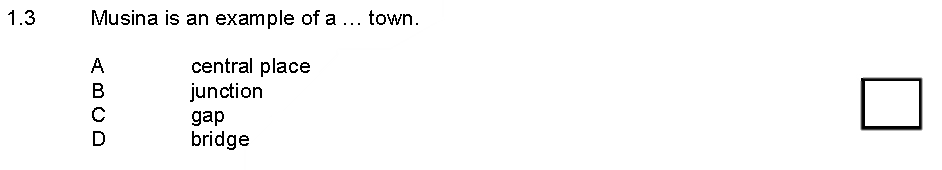 1.3 Musina is an example of a … town.
A central place
B junction
C gap
D bridge